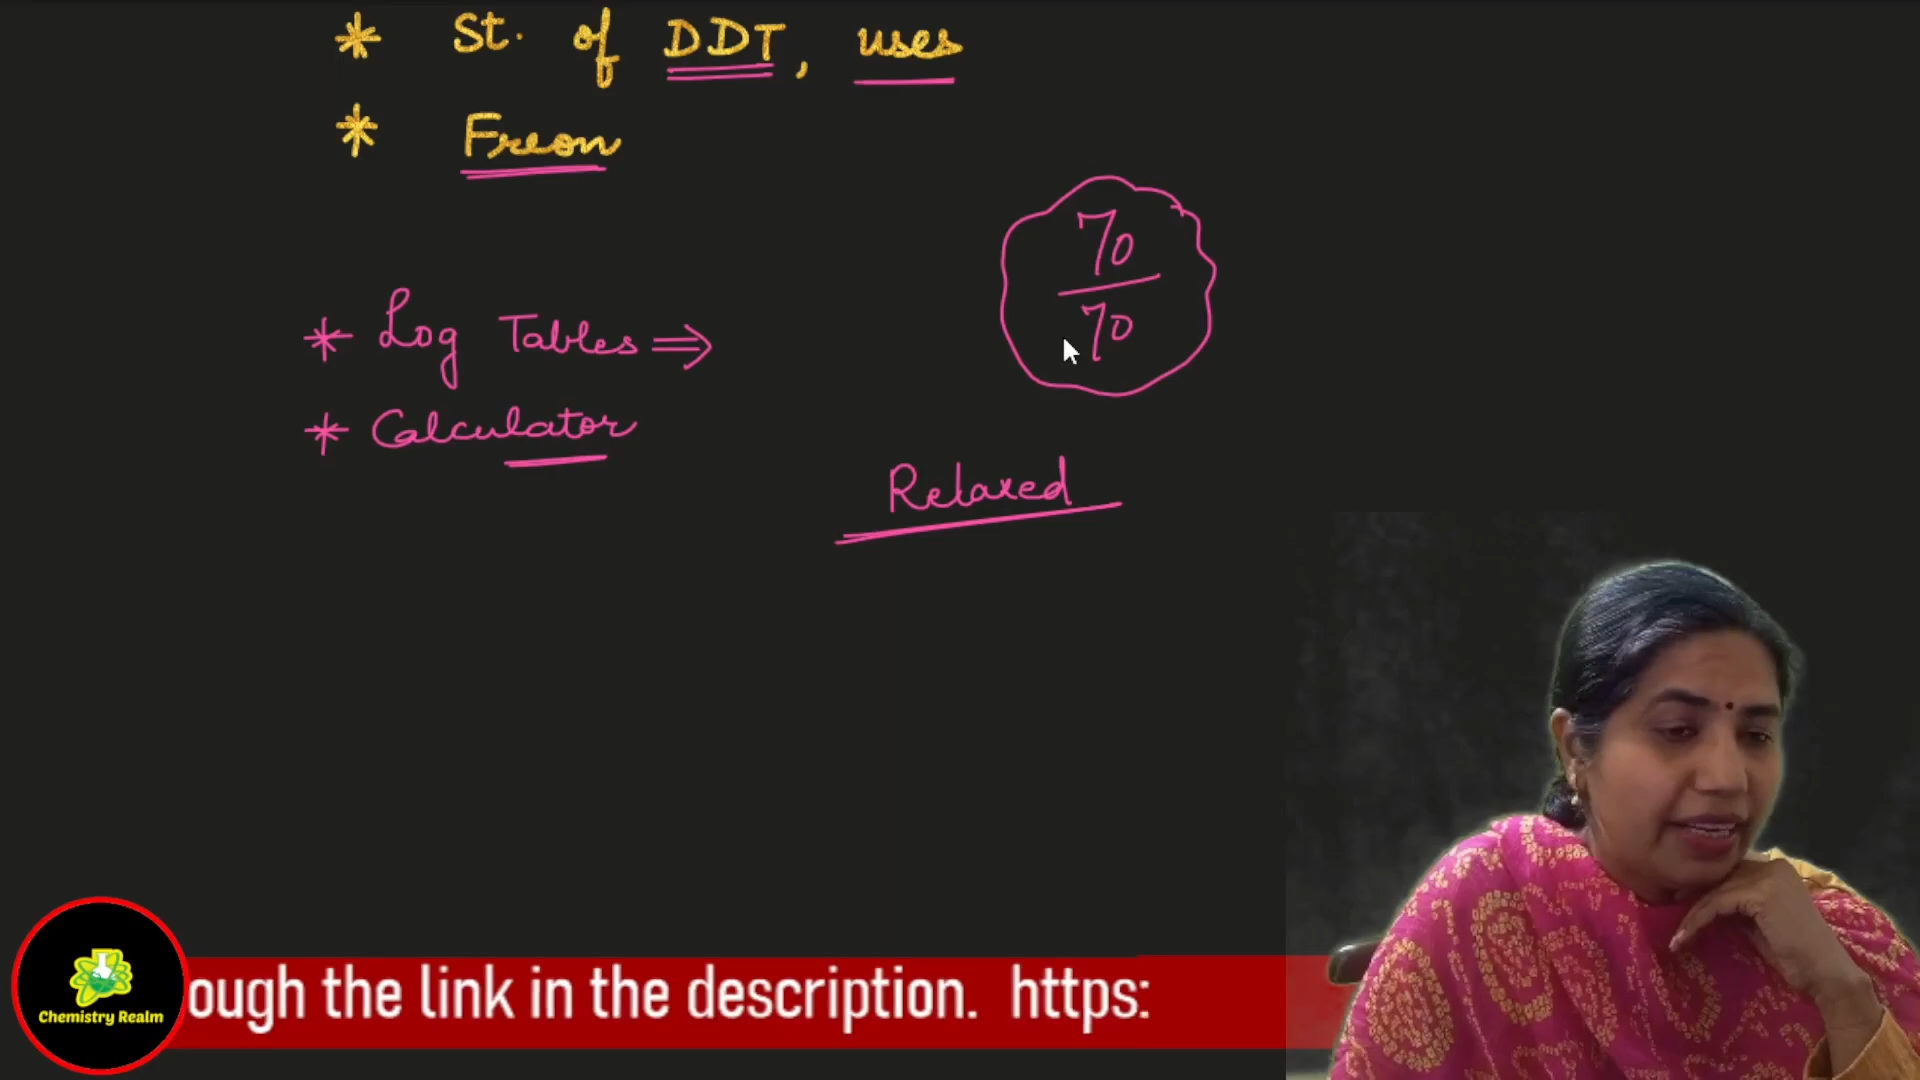 * St. of DDT, uses
* Freon
70
70
* Log Tables ⇒
* Calculator
Relaxed
ough the link in the description. https:
Chemistry Realm